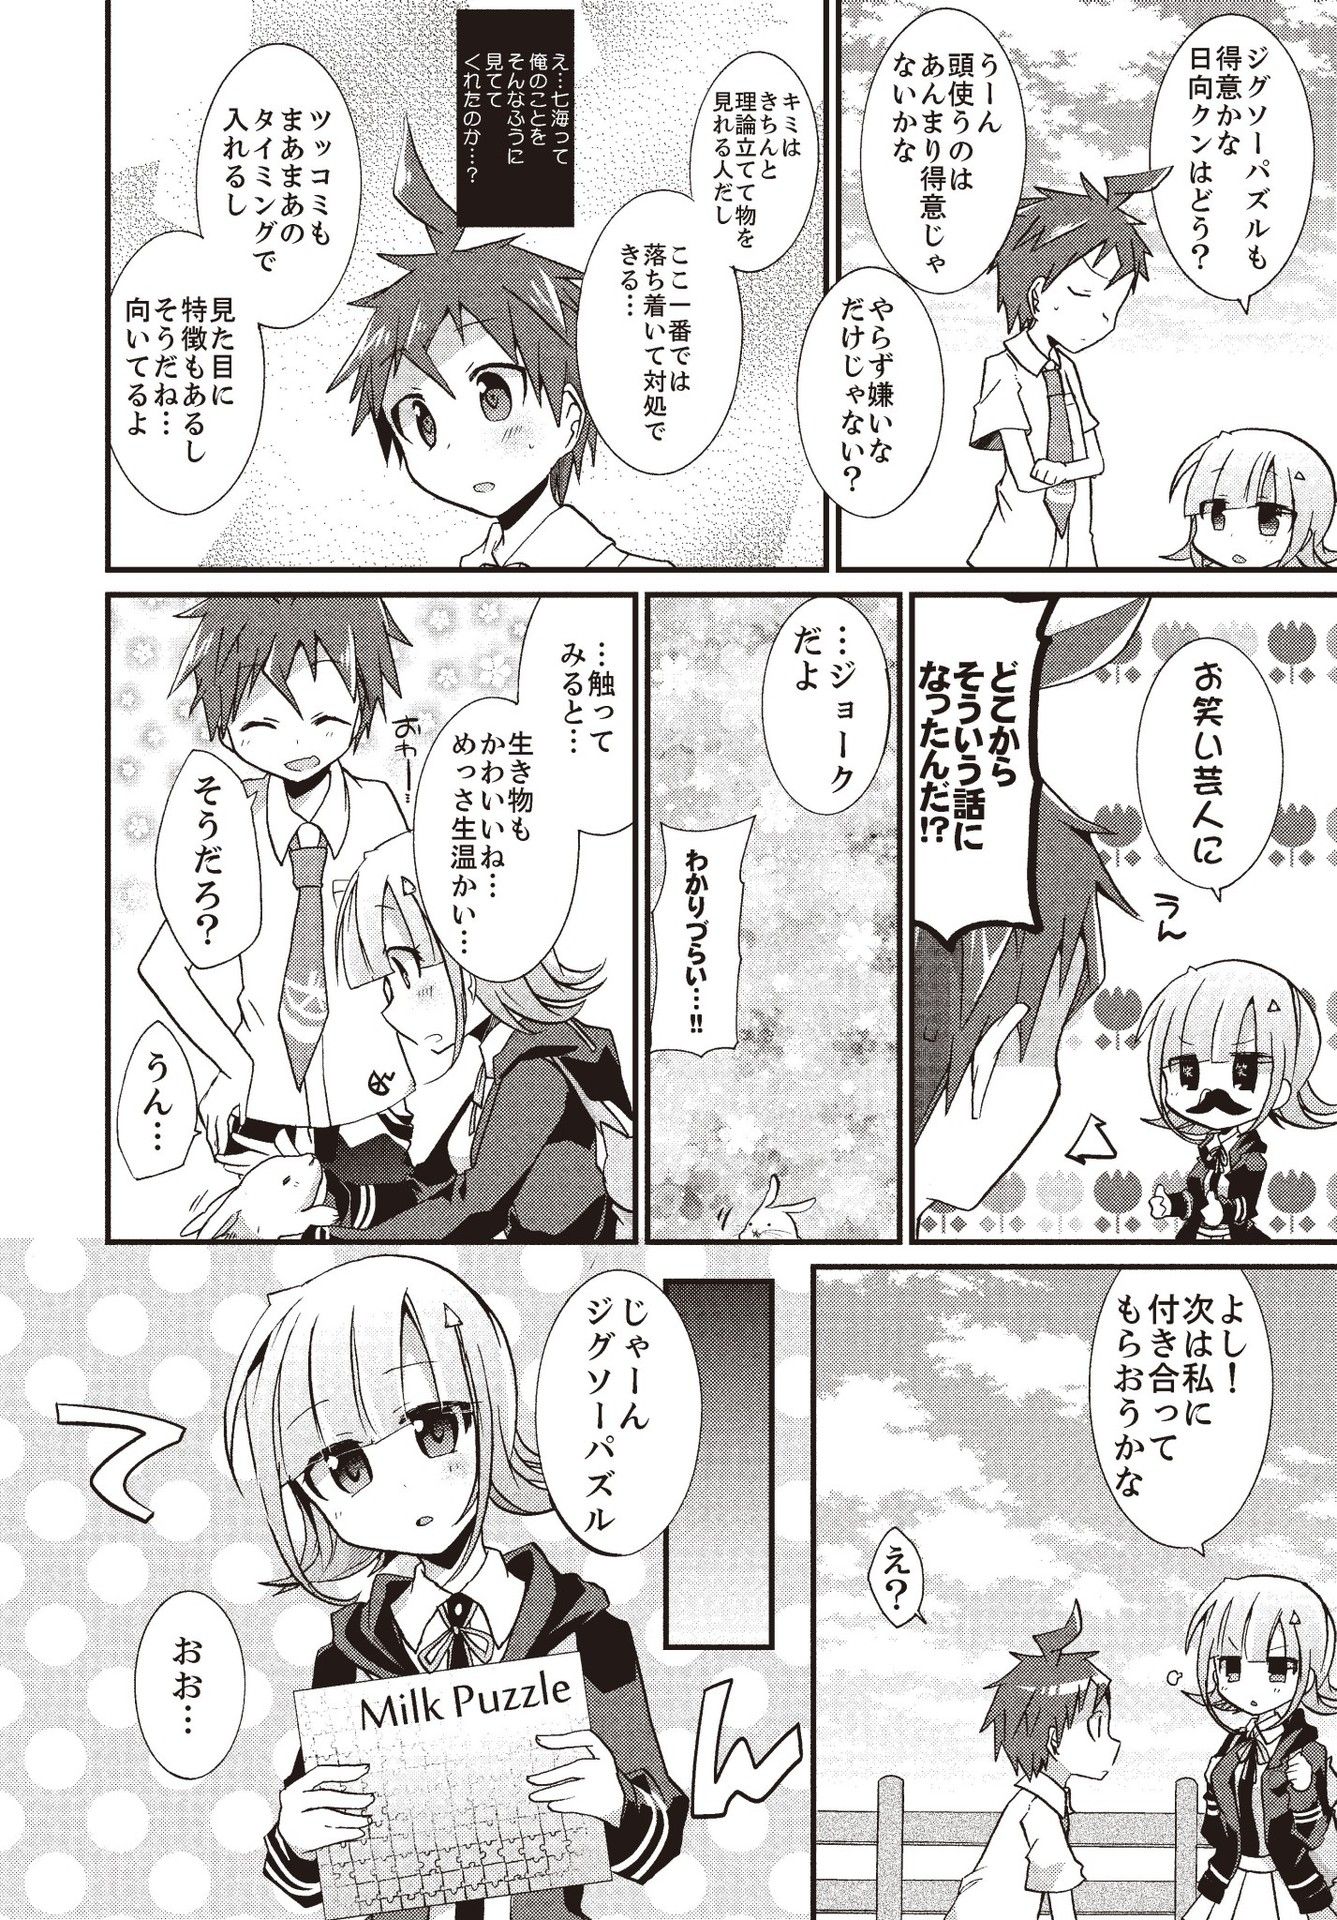 ジグソーパズルも
得意かな
日向クンはどう?
うーん
頭使うのは
あんまり得意じゃ
ないかな
やらず嫌いな
だけじゃない?
キミは
きちんと
理論立てて物を
見れる人だし
ここ一番では
落ち着いて対処で
きる…
え…七海って
俺のことを
そんなふうに
見てて
くれたのか…?
ツッコミも
まあまあの
タイミングで
入れるし
見た目に
特徴もあるし
そうだね…
向いてるよ
お笑い芸人に
うん
笑 笑
どこから
そういう話に
なったんだ!?
…ジョーク
だよ
わかりづらい…!!
…触って
みると…
生き物も
かわいいね…
めっさ生温かい…
おわー…
そうだろ?
うん…
よし!
次は私に
付き合って
もらおうかな
え?
じゃーん
ジグソーパズル
て
ん
Milk Puzzle
おお…